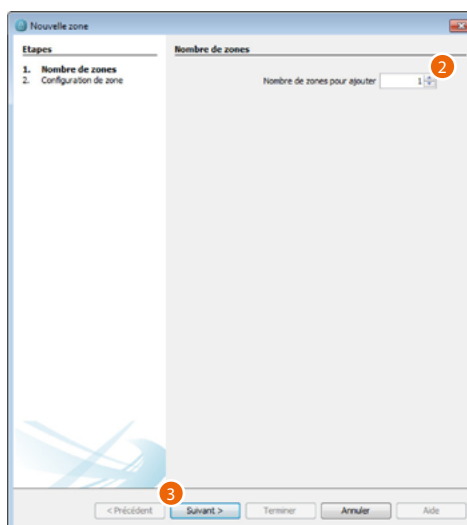 Nouvelle zone
Etapes
1. Nombre de zones
2. Configuration de zone
Nombre de zones
Nombre de zones pour ajouter 1
2
3
< Précédent Suivant > Terminer Annuler Aide